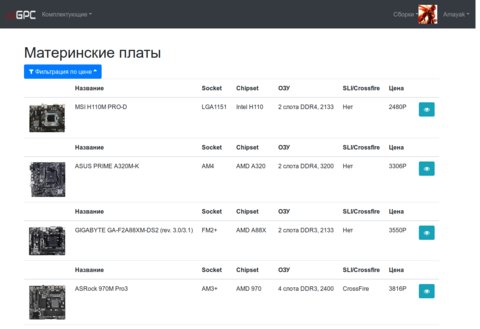 GPC Комплектующие Сборки Amayak
Материнские платы
Фильтрация по цене
Название Socket Chipset ОЗУ SLI/Crossfire Цена
MSI H110M PRO-D LGA1151 Intel H110 2 слота DDR4, 2133 Нет 2480Р
Название Socket Chipset ОЗУ SLI/Crossfire Цена
ASUS PRIME A320M-K AM4 AMD A320 2 слота DDR4, 3200 Нет 3306Р
Название Socket Chipset ОЗУ SLI/Crossfire Цена
GIGABYTE GA-F2A88XM-DS2 (rev. 3.0/3.1) FM2+ AMD A88X 2 слота DDR3, 2133 Нет 3550Р
Название Socket Chipset ОЗУ SLI/Crossfire Цена
ASRock 970M Pro3 AM3+ AMD 970 4 слота DDR3, 2400 CrossFire 3816Р